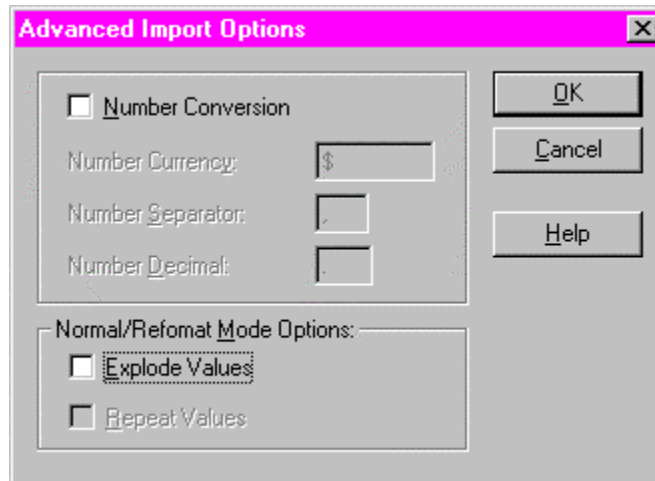 Advanced Import Options
Number Conversion
Number Currency: $
Number Separator: ,
Number Decimal: .
Normal/Refomat Mode Options:
Explode Values
Repeat Values
OK
Cancel
Help